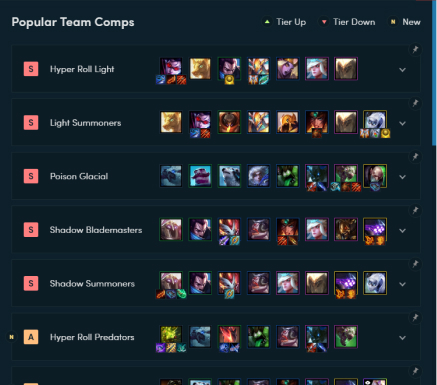 Popular Team Comps
Tier Up
Tier Down
N New
S Hyper Roll Light
S Light Summoners
S Poison Glacial
S Shadow Blademasters
S Shadow Summoners
N A Hyper Roll Predators